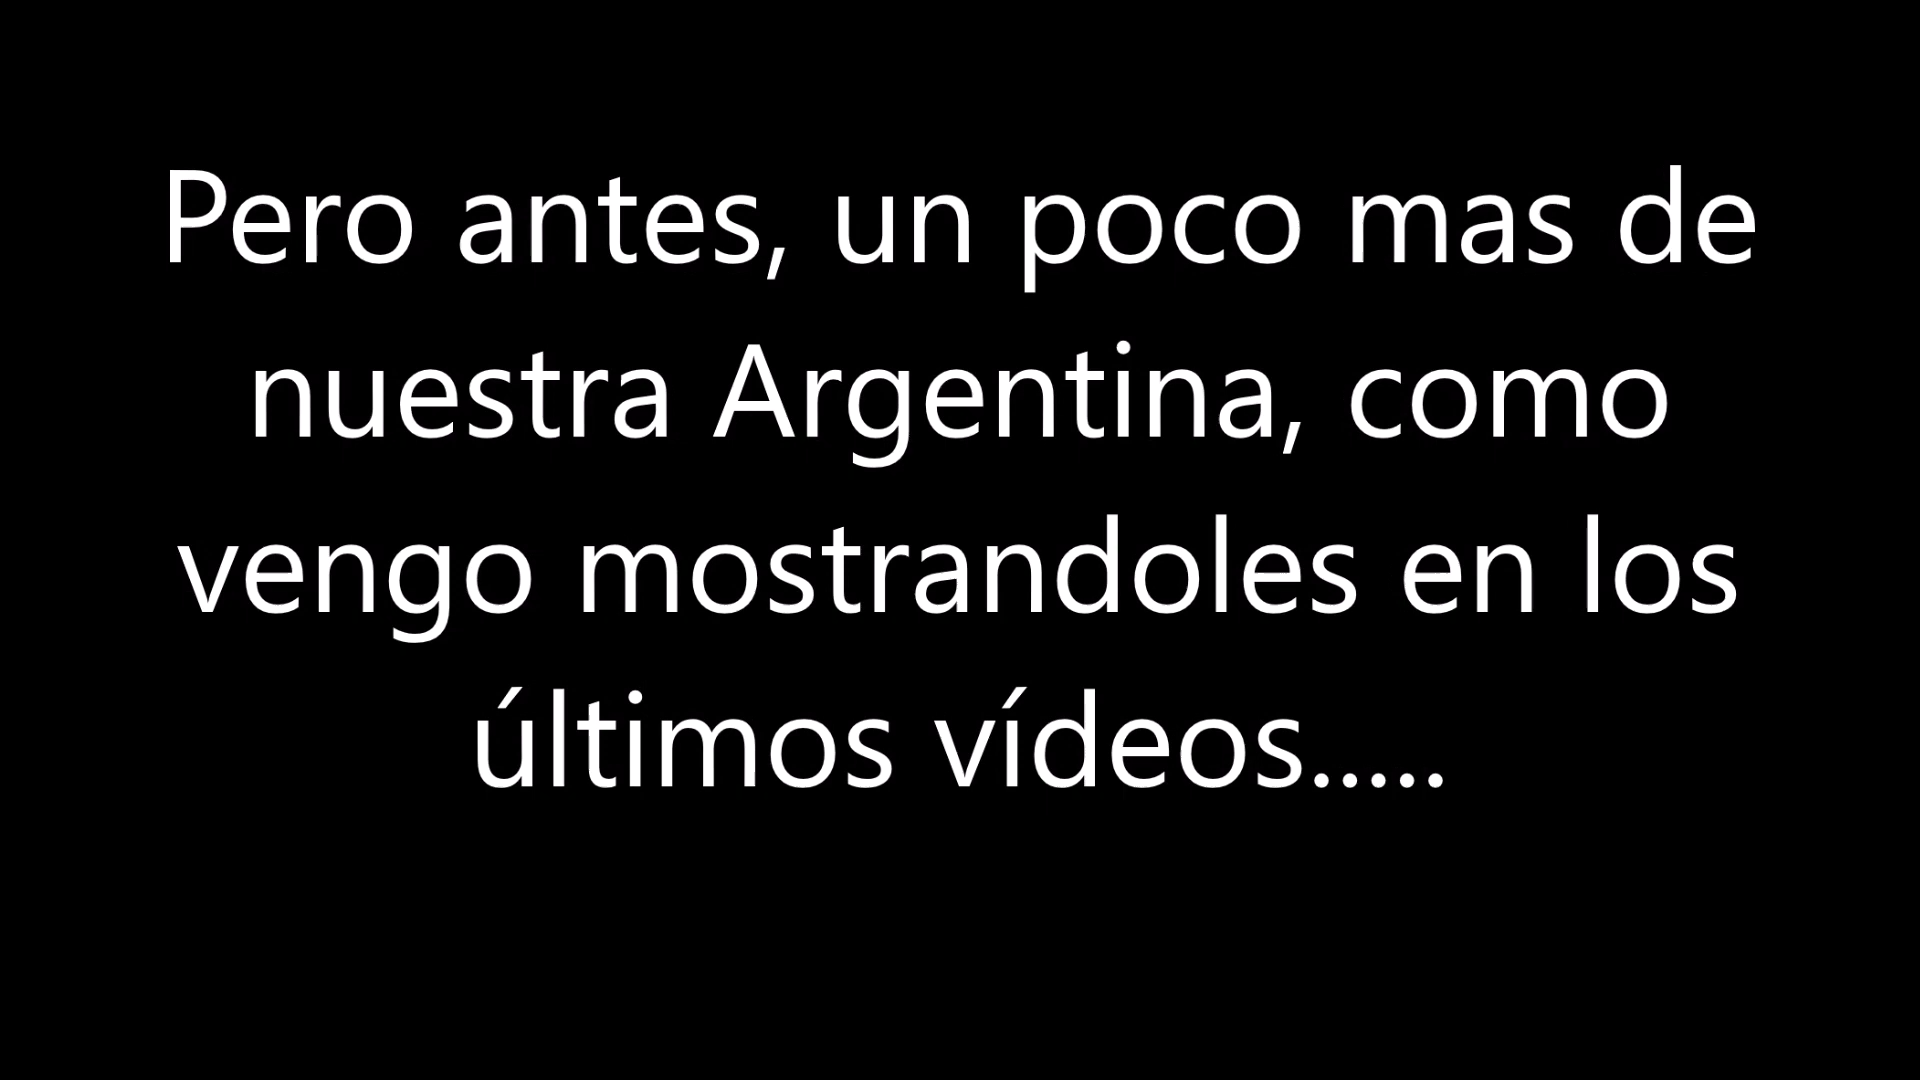 Pero antes, un poco mas de
nuestra Argentina, como
vengo mostrandoles en los
últimos vídeos.....